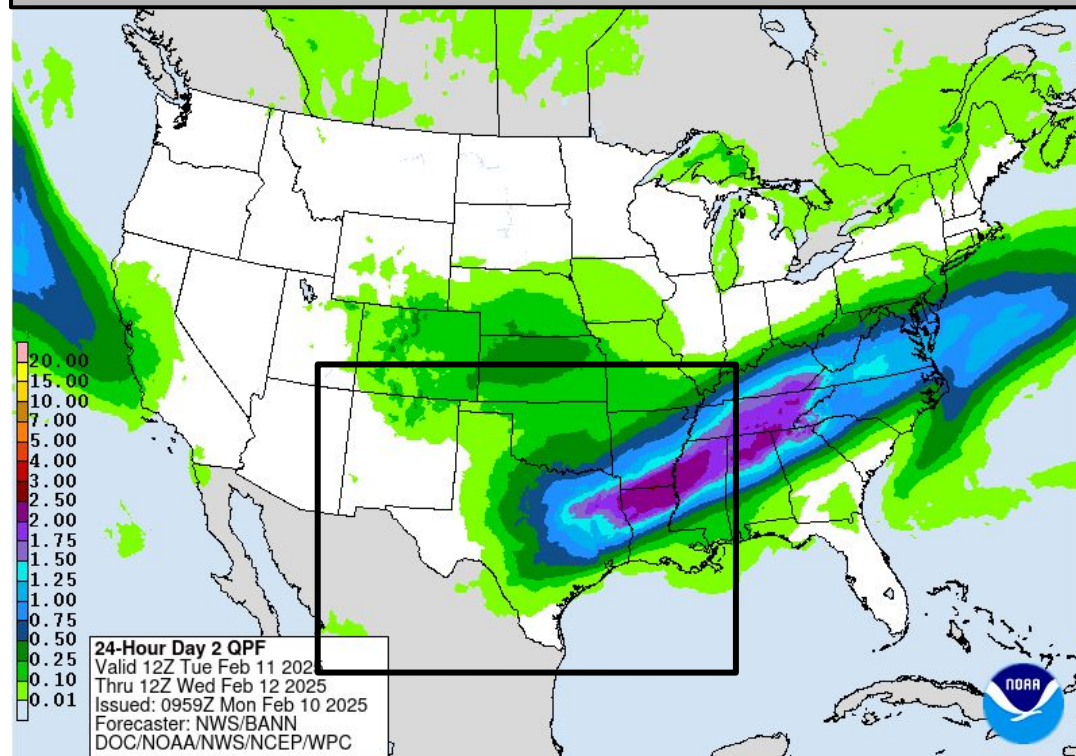 20.00
15.00
10.00
7.00
5.00
4.00
3.00
2.50
2.00
1.75
1.50
1.25
1.00
0.75
0.50
0.25
0.10
0.01
24-Hour Day 2 QPF
Valid 12Z Tue Feb 11 2025
Thru 12Z Wed Feb 12 2025
Issued: 0959Z Mon Feb 10 2025
Forecaster: NWS/BANN
DOC/NOAA/NWS/NCEP/WPC
NOAA